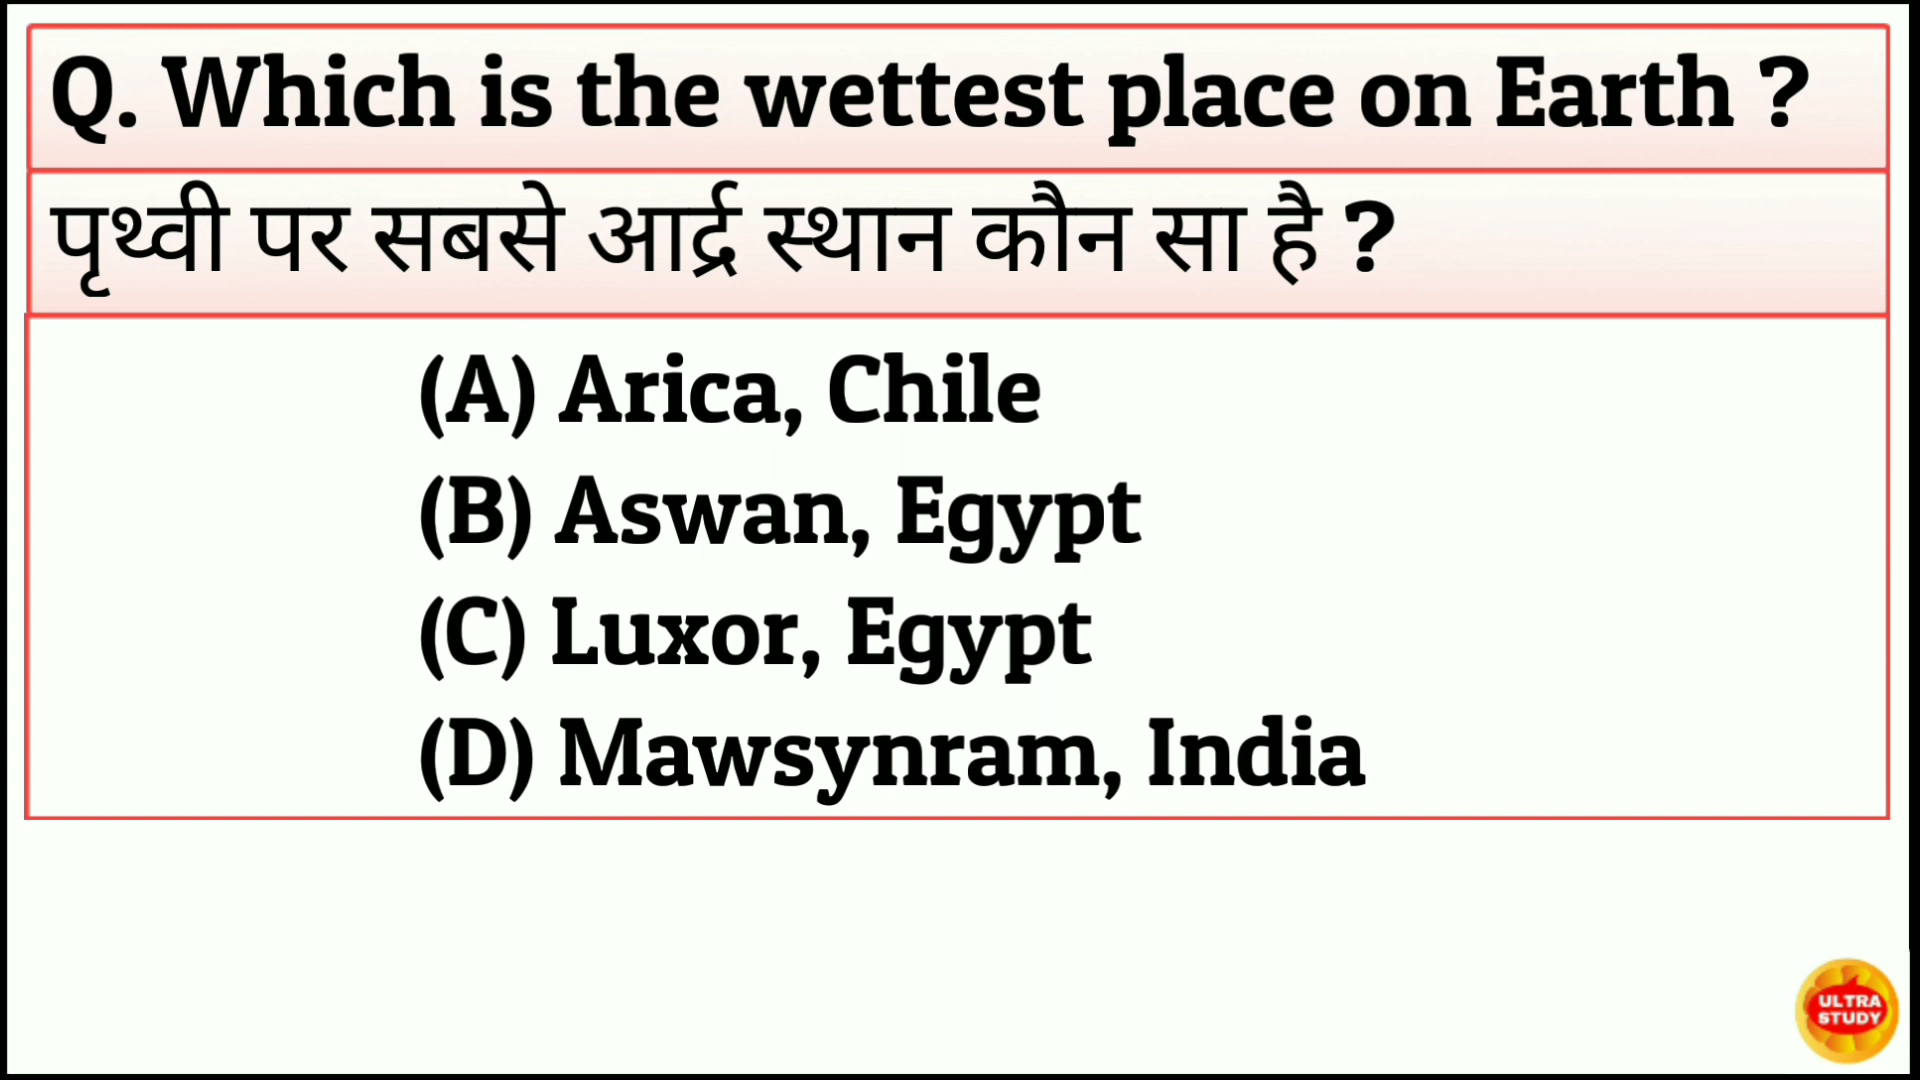 Q. Which is the wettest place on Earth ?
पृथ्वी पर सबसे आर्द्र स्थान कौन सा है ?
(A) Arica, Chile
(B) Aswan, Egypt
(C) Luxor, Egypt
(D) Mawsynram, India
ULTRA
STUDY